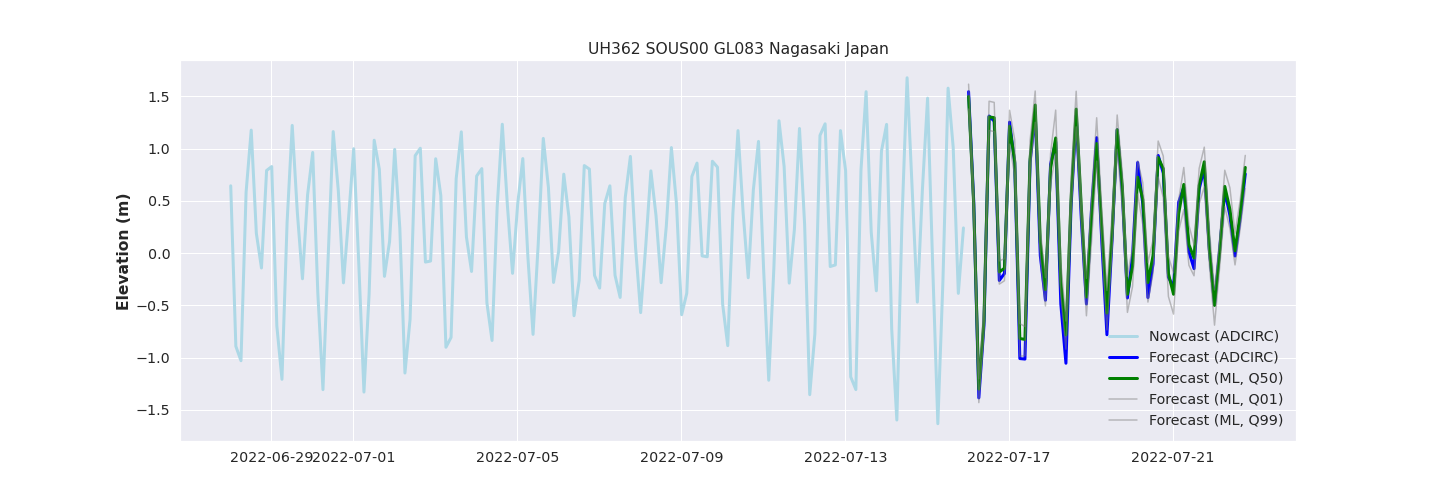 UH362 SOUS00 GL083 Nagasaki Japan
Elevation (m)
1.5
1.0
0.5
0.0
−0.5
−1.0
−1.5
Nowcast (ADCIRC)
Forecast (ADCIRC)
Forecast (ML, Q50)
Forecast (ML, Q01)
Forecast (ML, Q99)
2022-06-29 2022-07-01 2022-07-05 2022-07-09 2022-07-13 2022-07-17 2022-07-21